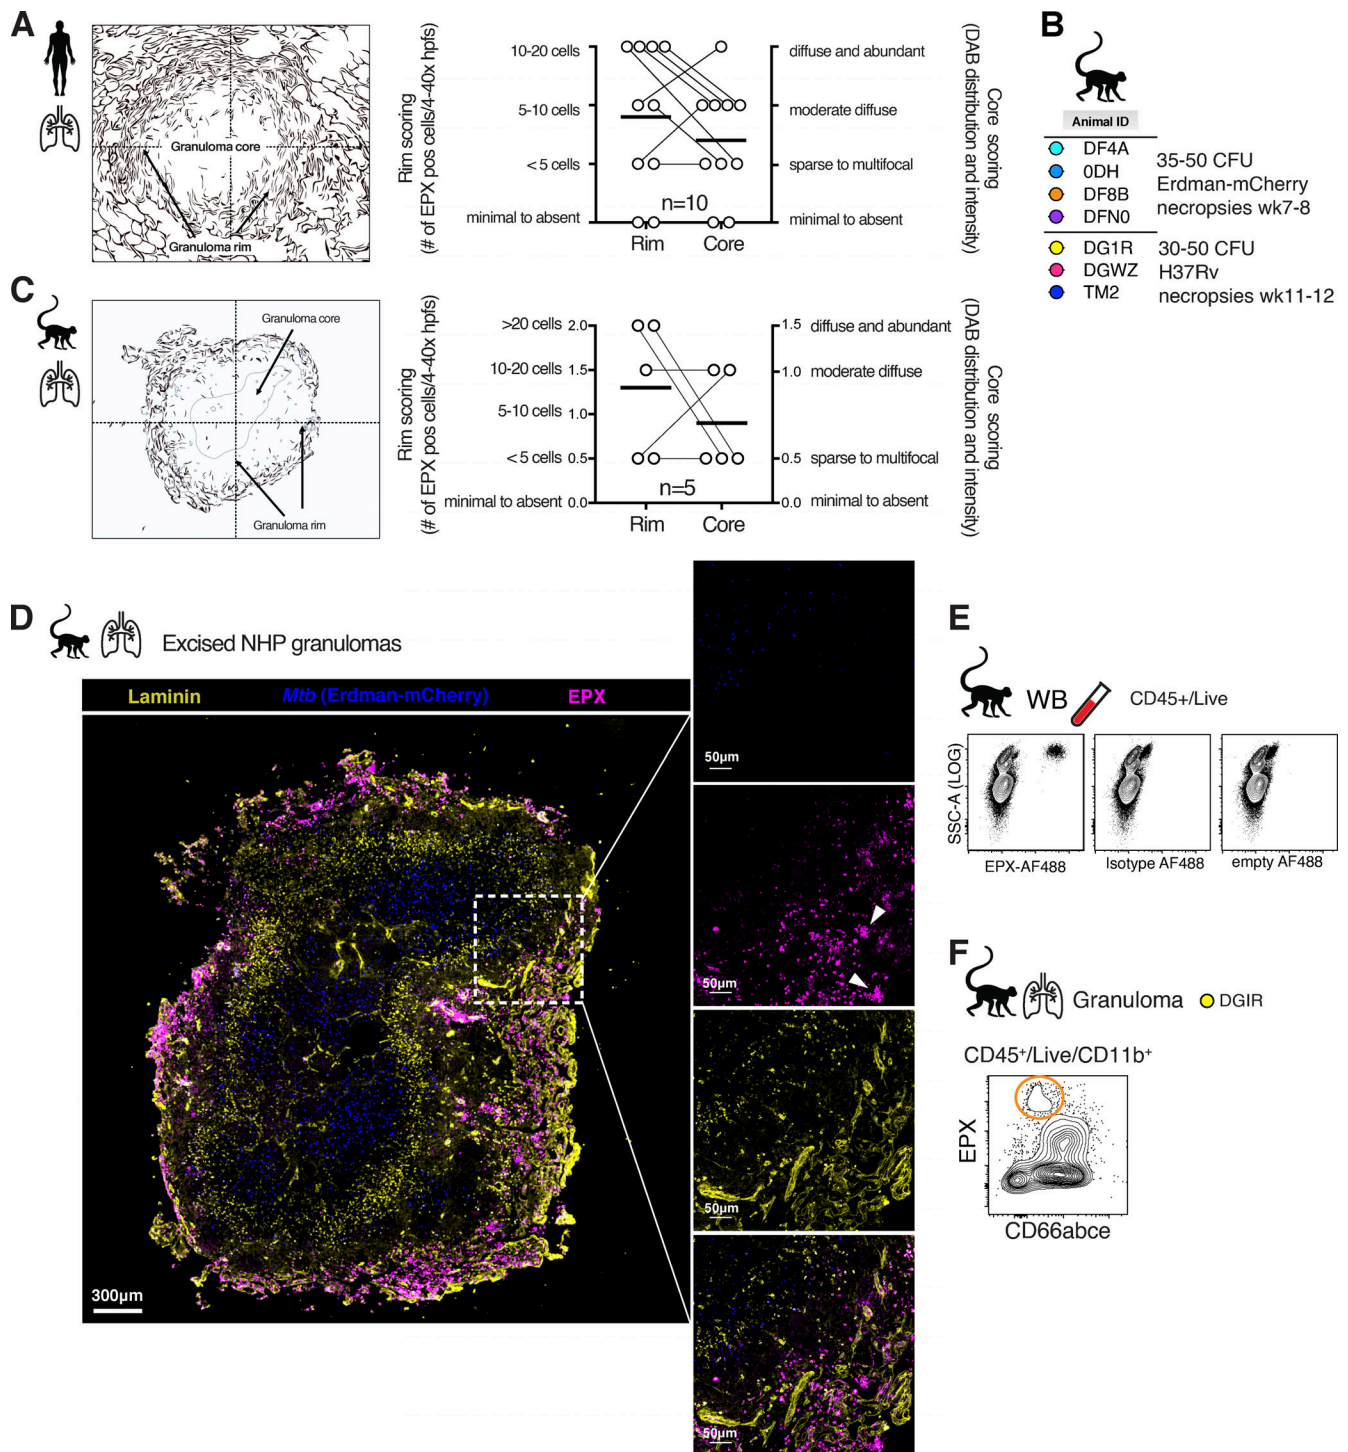 A
Granuloma core
Granuloma rim
Rim scoring
(# of EPX pos cells/4-40x hpfs)
10-20 cells
5-10 cells
< 5 cells
minimal to absent
n=10
Rim
Core
diffuse and abundant
moderate diffuse
sparse to multifocal
minimal to absent
Core scoring
(DAB distribution and intensity)
B
Animal ID
DF4A
0DH
DF8B
DFN0
35-50 CFU
Erdman-mCherry
necropsies wk7-8
DG1R
DGWZ
TM2
30-50 CFU
H37Rv
necropsies wk11-12
C
Granuloma core
Granuloma rim
Rim scoring
(# of EPX pos cells/4-40x hpfs)
>20 cells 2.0
10-20 cells 1.5
5-10 cells 1.0
< 5 cells 0.5
minimal to absent 0.0
n=5
Rim
Core
1.5 diffuse and abundant
1.0 moderate diffuse
0.5 sparse to multifocal
0.0 minimal to absent
Core scoring
(DAB distribution and intensity)
D
Excised NHP granulomas
Laminin
Mtb (Erdman-mCherry)
EPX
300µm
50µm
50µm
50µm
50µm
E
WB
CD45+/Live
SSC-A (LOG)
EPX-AF488
Isotype AF488
empty AF488
F
Granuloma
DGIR
CD45+/Live/CD11b+
EPX
CD66abce